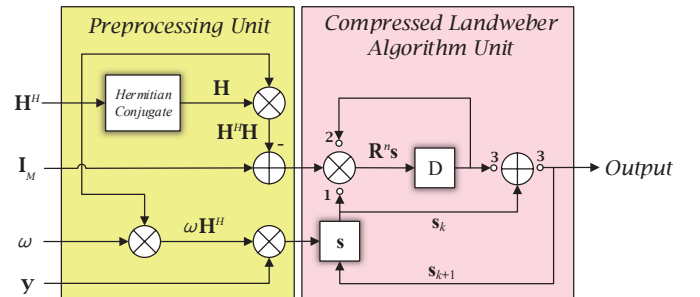 Preprocessing Unit
Compressed Landweber
Algorithm Unit
H^H
Hermitian
Conjugate
H
H^H H
-
2
I_M
R^n s
D
3
3
Output
1
ω
ωH^H
s
s_k
y
s_{k+1}